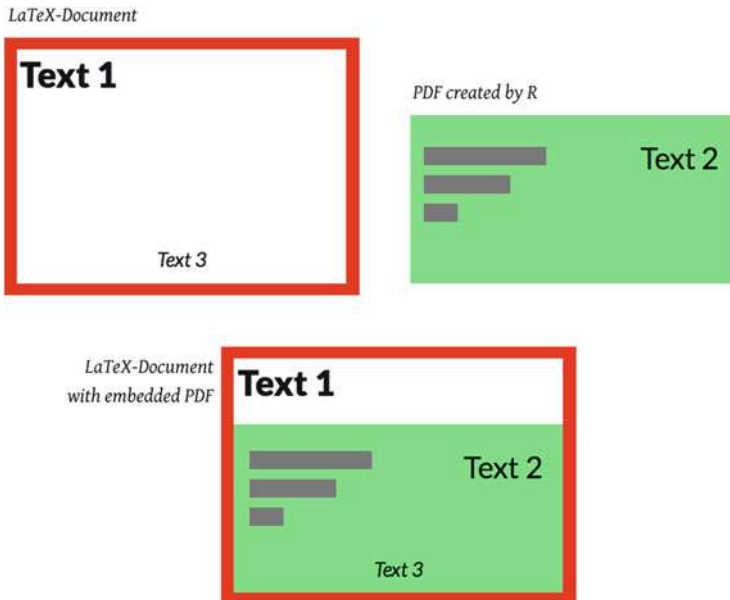 LaTeX-Document
Text 1
Text 3
PDF created by R
Text 2
LaTeX-Document
with embedded PDF
Text 1
Text 2
Text 3